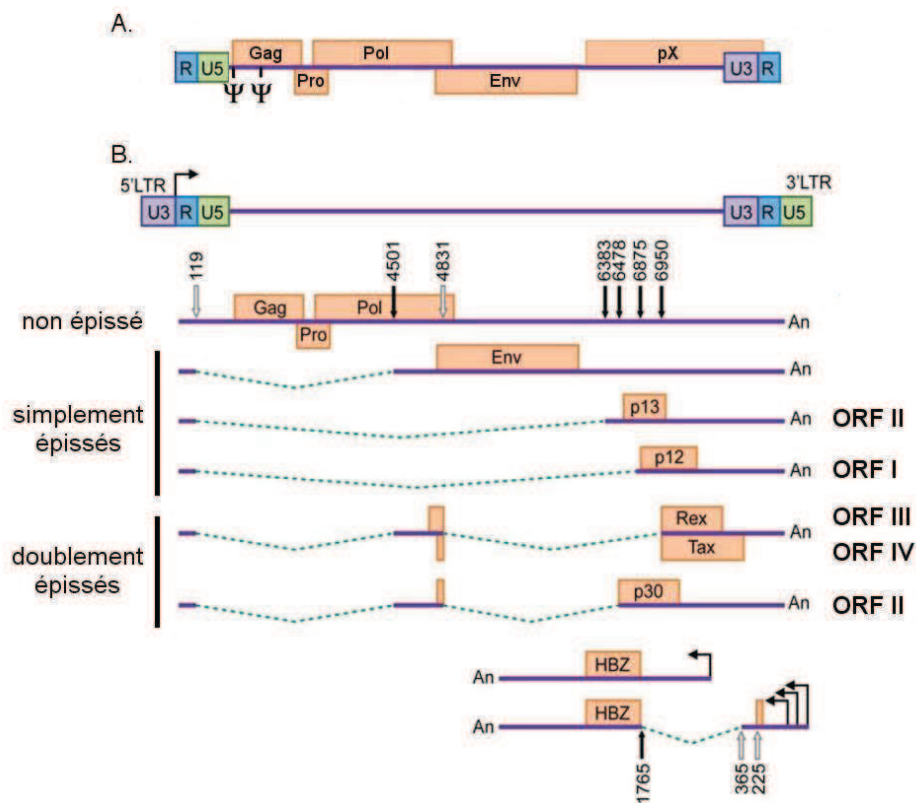 A.
R U5 Gag Pol pX U3 R
Ψ Ψ Pro Env
B.
5'LTR 3'LTR
U3 R U5 U3 R U5
119 4501 4831 6383 6478 6875 6950
non épissé Gag Pol An
Pro
Env
An
simplement épissés
p13
An ORF II
p12
An ORF I
doublement épissés
Rex ORF III
An
Tax ORF IV
p30
An ORF II
An HBZ
An HBZ
1765 365 225